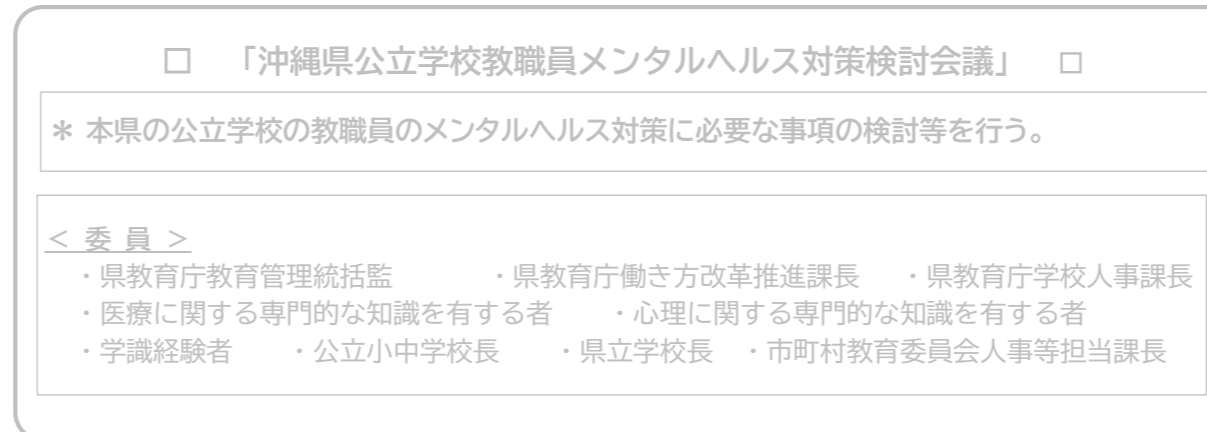 □ 「沖縄県公立学校教職員メンタルヘルス対策検討会議」 □
＊ 本県の公立学校の教職員のメンタルヘルス対策に必要な事項の検討等を行う。
＜ 委 員 ＞
・県教育庁教育管理統括監 ・県教育庁働き方改革推進課長 ・県教育庁学校人事課長
・医療に関する専門的な知識を有する者 ・心理に関する専門的な知識を有する者
・学識経験者 ・公立小中学校長 ・県立学校長 ・市町村教育委員会人事等担当課長